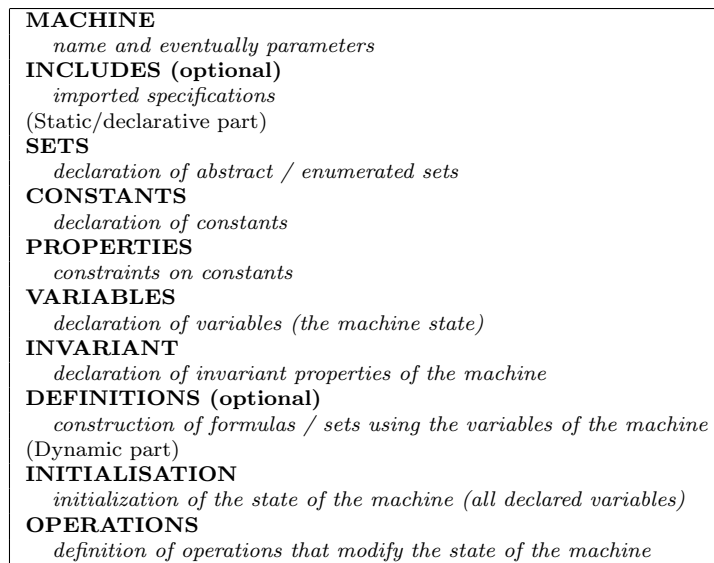 MACHINE
name and eventually parameters
INCLUDES (optional)
imported specifications
(Static/declarative part)
SETS
declaration of abstract / enumerated sets
CONSTANTS
declaration of constants
PROPERTIES
constraints on constants
VARIABLES
declaration of variables (the machine state)
INVARIANT
declaration of invariant properties of the machine
DEFINITIONS (optional)
construction of formulas / sets using the variables of the machine
(Dynamic part)
INITIALISATION
initialization of the state of the machine (all declared variables)
OPERATIONS
definition of operations that modify the state of the machine